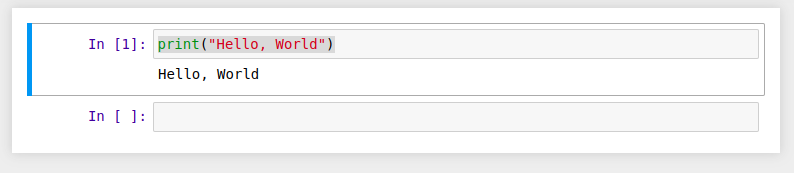 In [1]: print("Hello, World")
Hello, World
In [ ]: